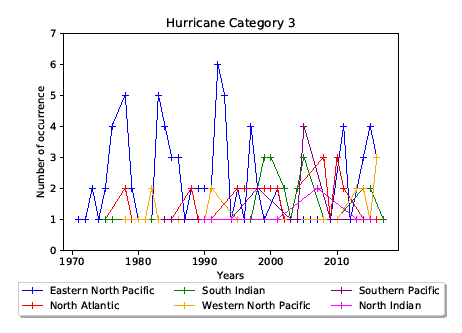 Hurricane Category 3
7
6
5
4
3
2
1
0
Number of occurrence
1970 1980 1990 2000 2010
Years
Eastern North Pacific South Indian Southern Pacific
North Atlantic Western North Pacific North Indian